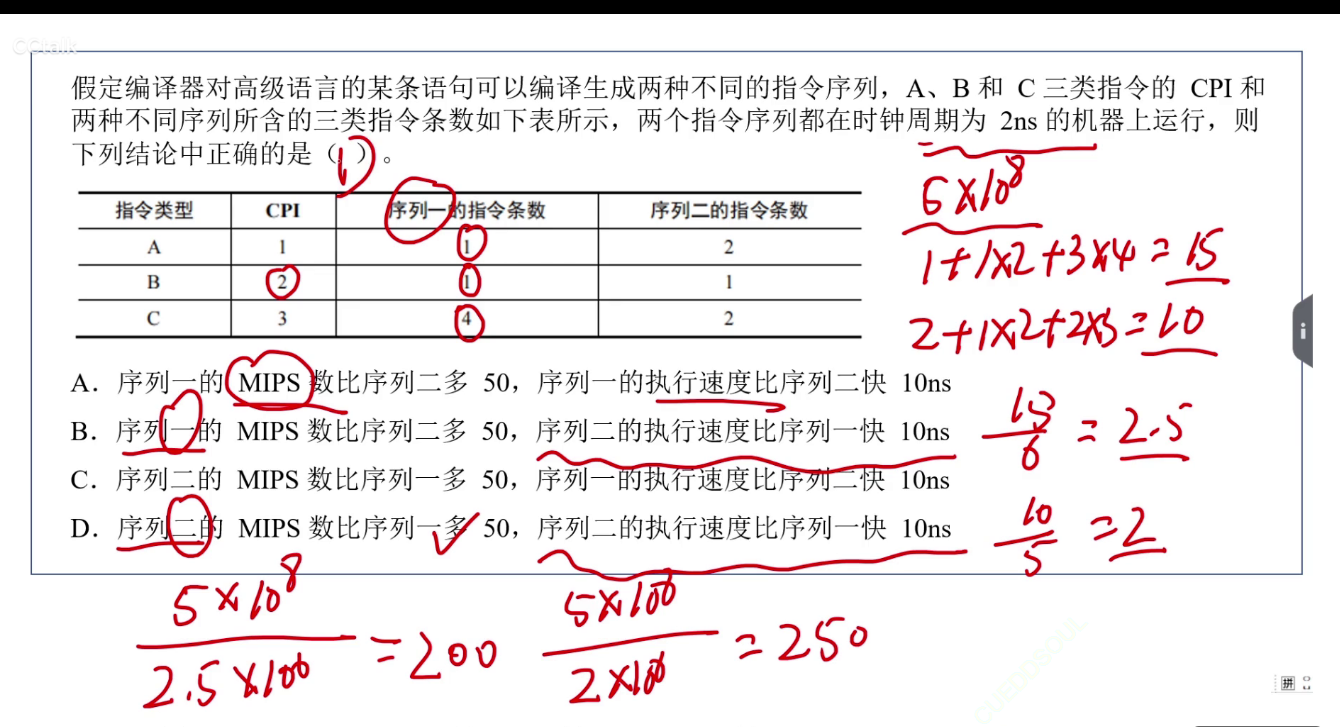 CCtalk
假定编译器对高级语言的某条语句可以编译生成两种不同的指令序列，A、B 和 C 三类指令的 CPI 和
两种不同序列所含的三类指令条数如下表所示，两个指令序列都在时钟周期为 2ns 的机器上运行，则
下列结论中正确的是（ ）。
指令类型 CPI 序列一的指令条数 序列二的指令条数
A 1 1 2
B 2 1 1
C 3 4 2
A．序列一的 MIPS 数比序列二多 50，序列一的执行速度比序列二快 10ns
B．序列一的 MIPS 数比序列二多 50，序列二的执行速度比序列一快 10ns
C．序列二的 MIPS 数比序列一多 50，序列一的执行速度比序列二快 10ns
D．序列二的 MIPS 数比序列一多 50，序列二的执行速度比序列一快 10ns
5×10^8
1+1×2+3×4=15
2+1×2+2×3=10
15/6 = 2.5
10/5 = 2
5×10^8 / 2.5×10^6 = 200
5×10^8 / 2×10^6 = 250
拼